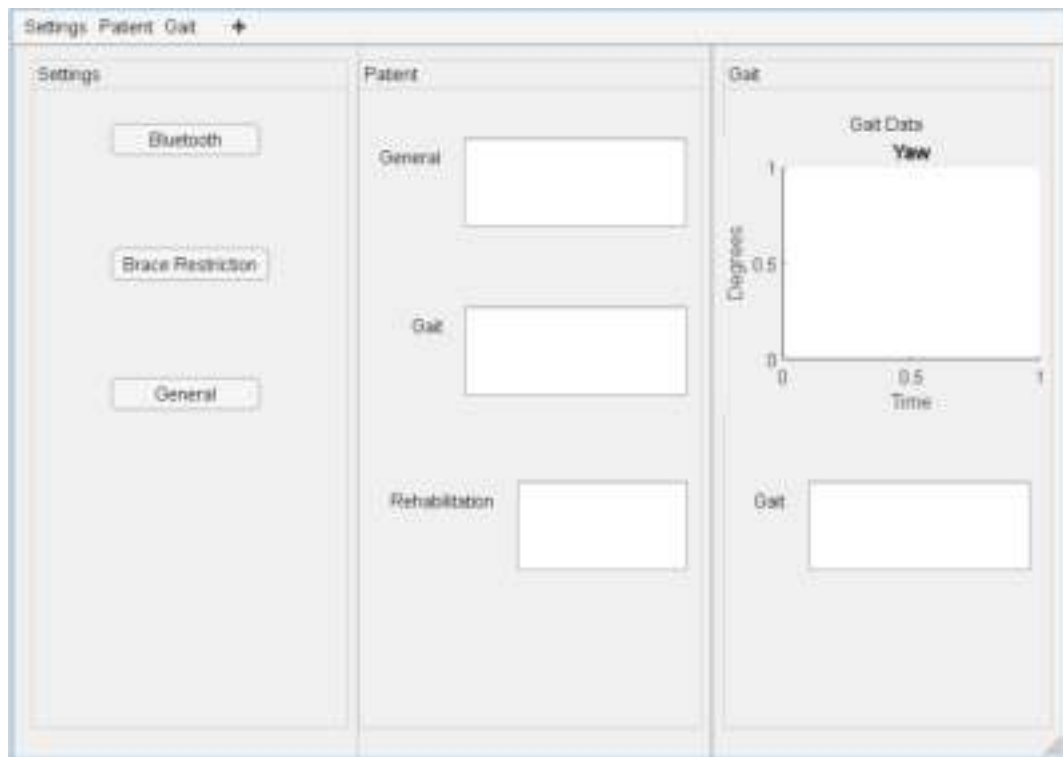 Settings Patient Gait +
Settings
Bluetooth
Brace Restriction
General
Patient
General
Gait
Rehabilitation
Gait
Gait Data
Yaw
1
0.5
0
Degrees
0 0.5 1
Time
Gait